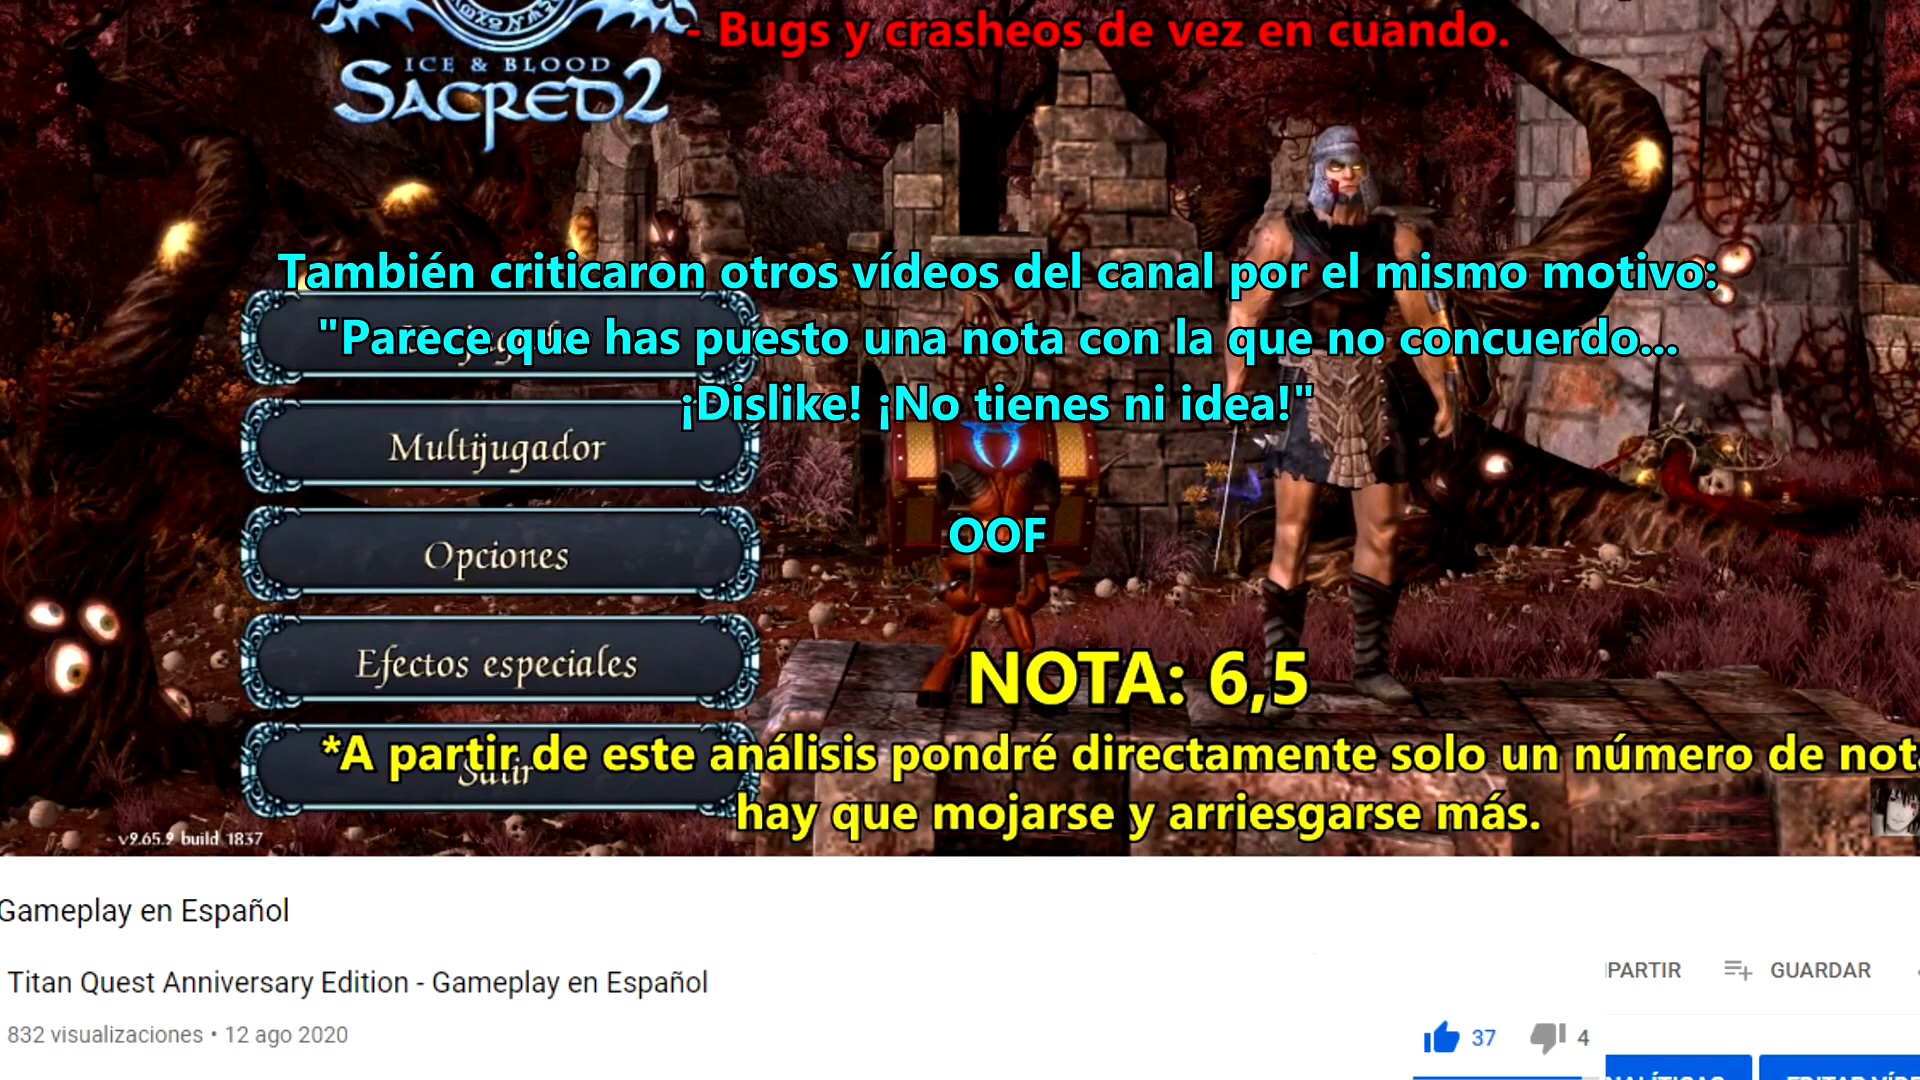 - Bugs y crasheos de vez en cuando.
ICE & BLOOD
SACRED 2
También criticaron otros vídeos del canal por el mismo motivo:
"Parece que has puesto una nota con la que no concuerdo...
¡Dislike! ¡No tienes ni idea!"
Multijugador
OOF
Opciones
Efectos especiales
NOTA: 6,5
*A partir de este análisis pondré directamente solo un número de nota
Salir
hay que mojarse y arriesgarse más.
v2.65.2 build 1837
Gameplay en Español
Titan Quest Anniversary Edition - Gameplay en Español
832 visualizaciones • 12 ago 2020
PARTIR
GUARDAR
37
4